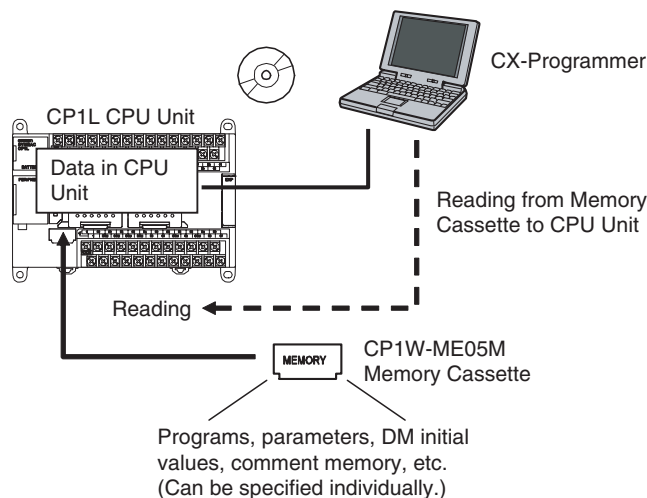 CX-Programmer
CP1L CPU Unit
Data in CPU
Unit
Reading from Memory
Cassette to CPU Unit
Reading
MEMORY
CP1W-ME05M
Memory Cassette
Programs, parameters, DM initial
values, comment memory, etc.
(Can be specified individually.)